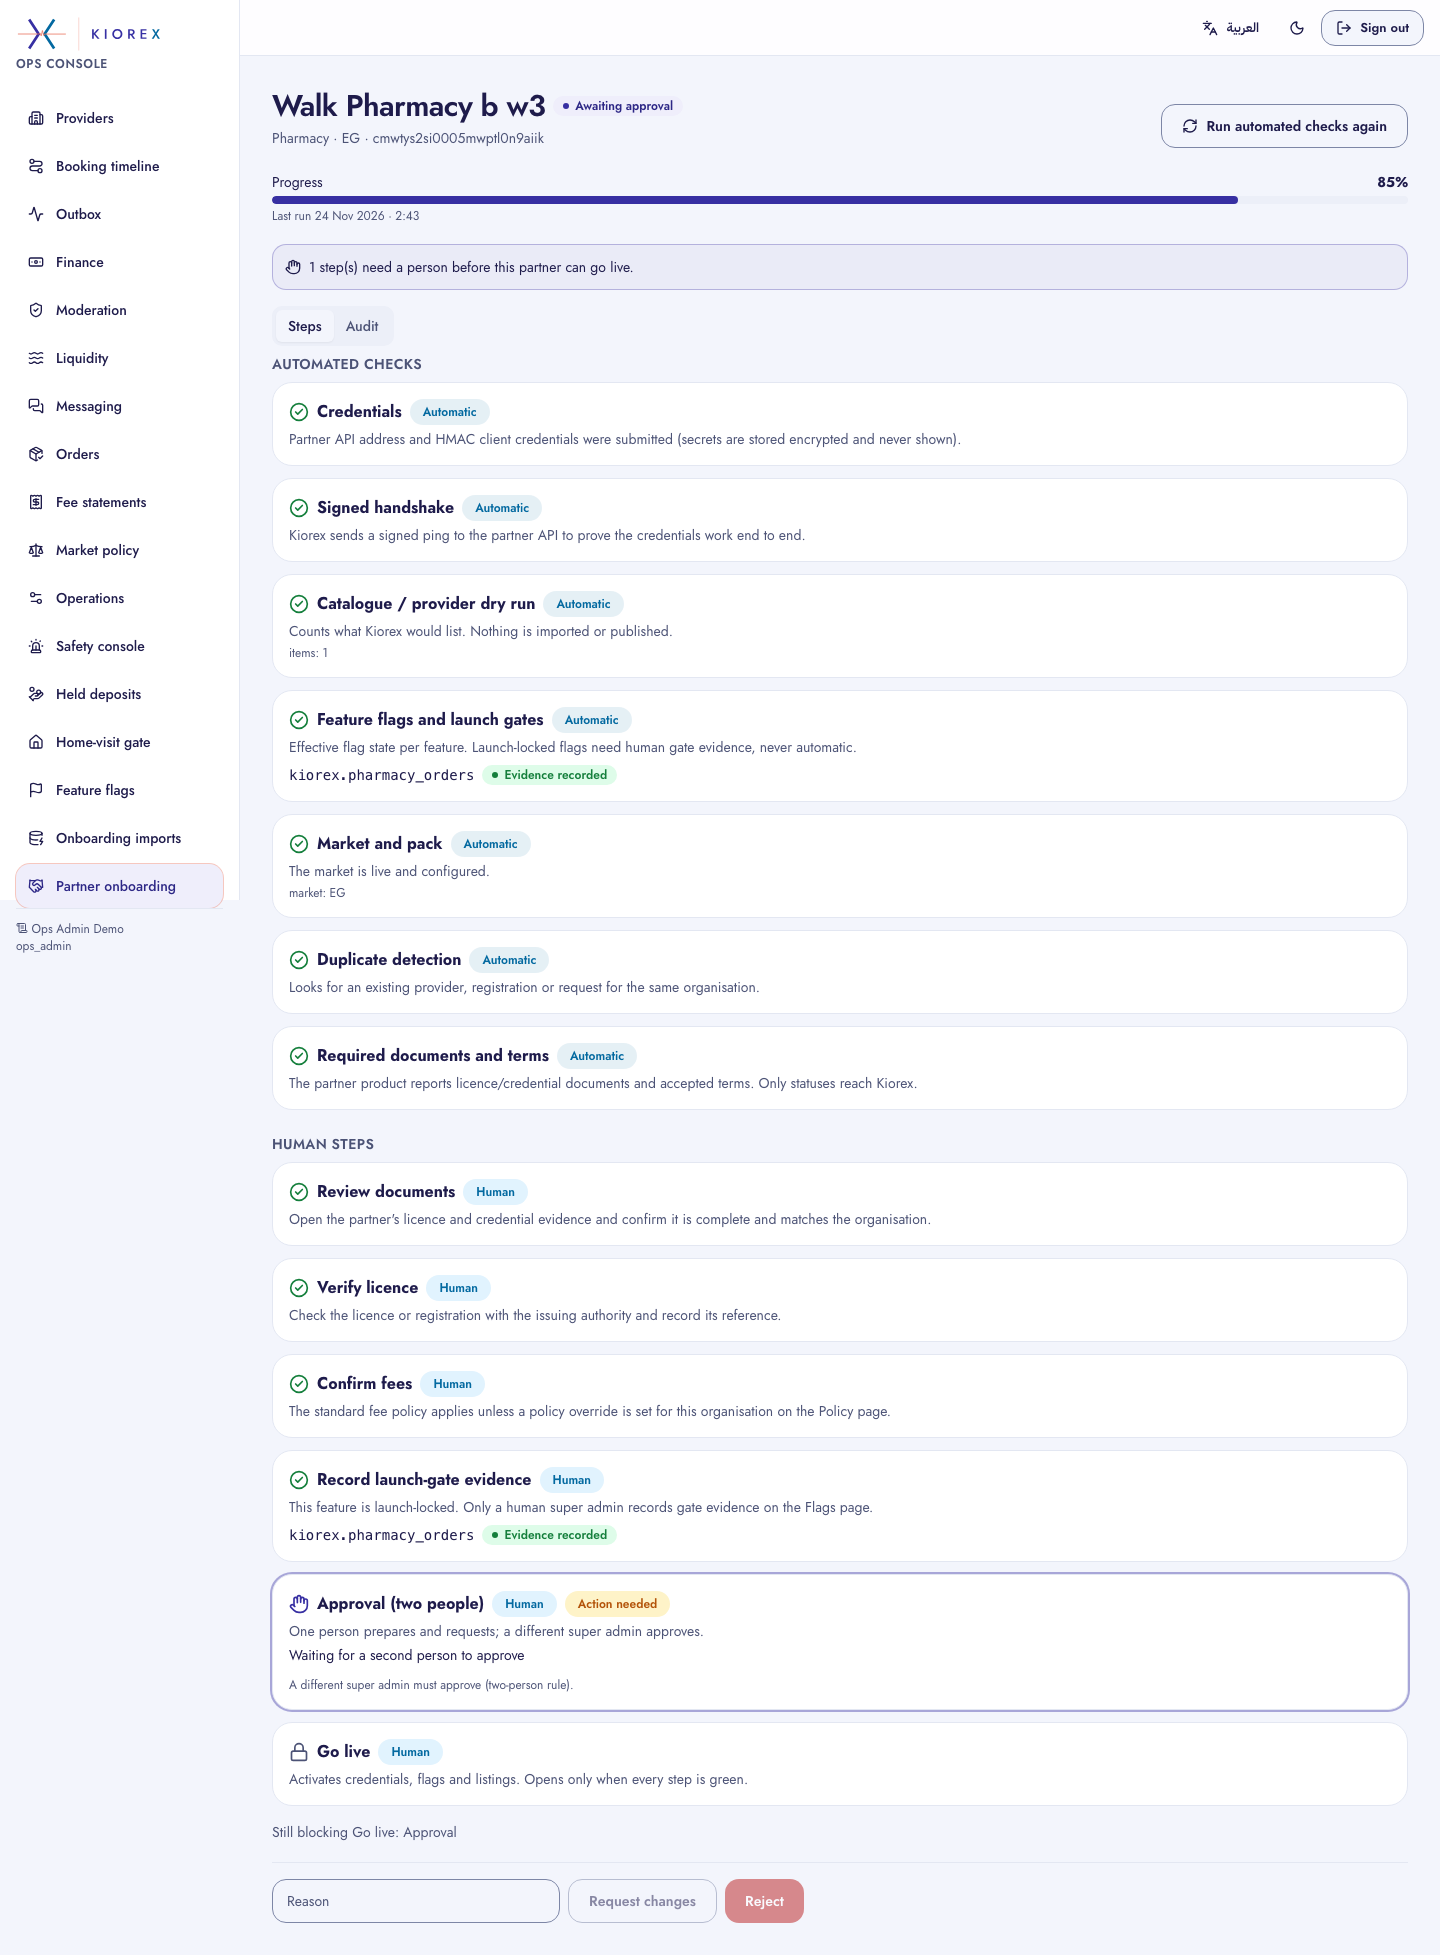 KIOREX
OPS CONSOLE
Providers
Booking timeline
Outbox
Finance
Moderation
Liquidity
Messaging
Orders
Fee statements
Market policy
Operations
Safety console
Held deposits
Home-visit gate
Feature flags
Onboarding imports
Partner onboarding
Ops Admin Demo
ops_admin
العربية
Sign out
Walk Pharmacy b w3
Awaiting approval
Pharmacy · EG · cmwtys2si0005mwptl0n9aiik
Run automated checks again
Progress
85%
Last run 24 Nov 2026 · 2:43
1 step(s) need a person before this partner can go live.
Steps
Audit
AUTOMATED CHECKS
Credentials Automatic
Partner API address and HMAC client credentials were submitted (secrets are stored encrypted and never shown).
Signed handshake Automatic
Kiorex sends a signed ping to the partner API to prove the credentials work end to end.
Catalogue / provider dry run Automatic
Counts what Kiorex would list. Nothing is imported or published.
items: 1
Feature flags and launch gates Automatic
Effective flag state per feature. Launch-locked flags need human gate evidence, never automatic.
kiorex.pharmacy_orders Evidence recorded
Market and pack Automatic
The market is live and configured.
market: EG
Duplicate detection Automatic
Looks for an existing provider, registration or request for the same organisation.
Required documents and terms Automatic
The partner product reports licence/credential documents and accepted terms. Only statuses reach Kiorex.
HUMAN STEPS
Review documents Human
Open the partner's licence and credential evidence and confirm it is complete and matches the organisation.
Verify licence Human
Check the licence or registration with the issuing authority and record its reference.
Confirm fees Human
The standard fee policy applies unless a policy override is set for this organisation on the Policy page.
Record launch-gate evidence Human
This feature is launch-locked. Only a human super admin records gate evidence on the Flags page.
kiorex.pharmacy_orders Evidence recorded
Approval (two people) Human Action needed
One person prepares and requests; a different super admin approves.
Waiting for a second person to approve
A different super admin must approve (two-person rule).
Go live Human
Activates credentials, flags and listings. Opens only when every step is green.
Still blocking Go live: Approval
Reason
Request changes
Reject